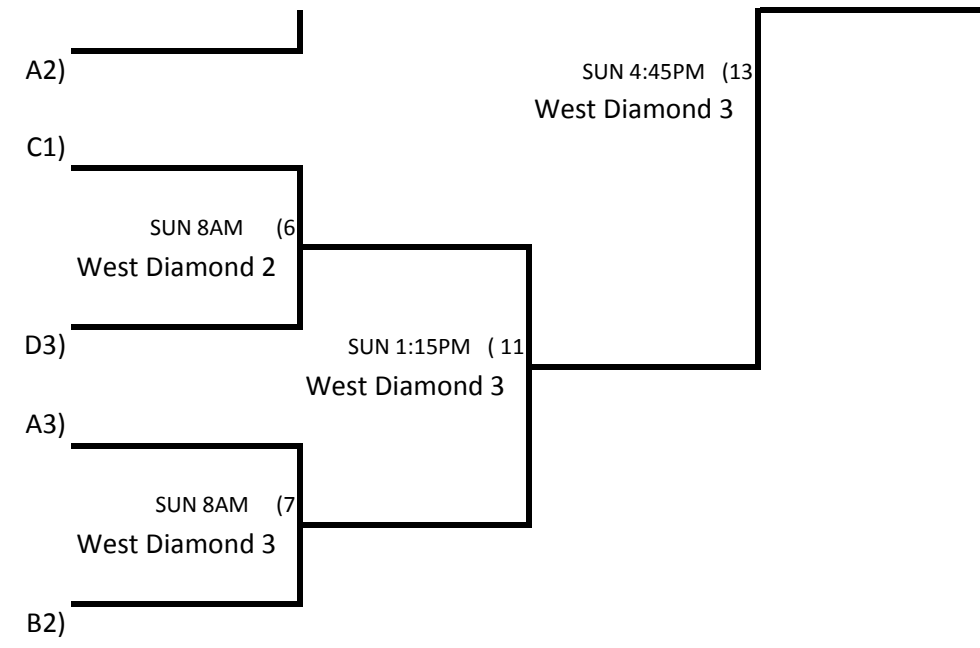 A2)
SUN 4:45PM (13
West Diamond 3
C1)
SUN 8AM (6
West Diamond 2
D3)
SUN 1:15PM ( 11
West Diamond 3
A3)
SUN 8AM (7
West Diamond 3
B2)